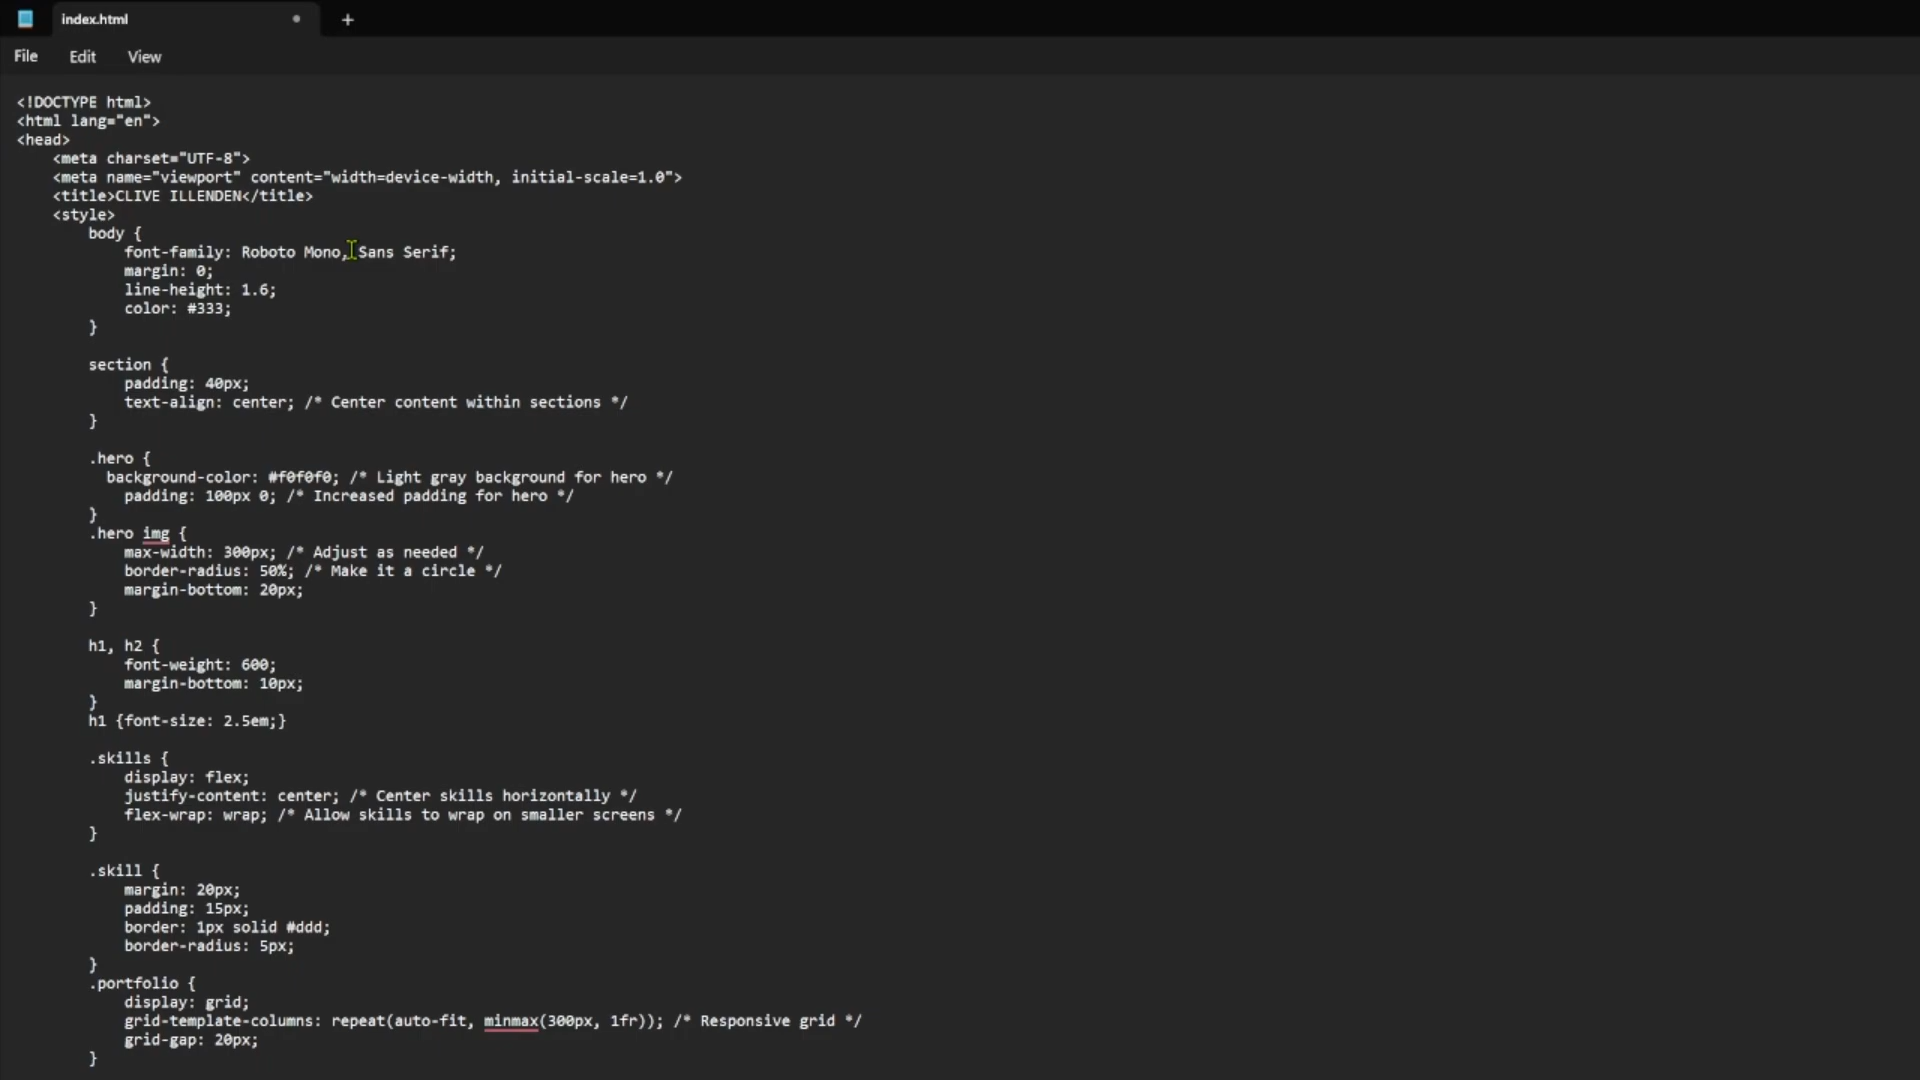 index.html
File Edit View
<!DOCTYPE html>
<html lang="en">
<head>
    <meta charset="UTF-8">
    <meta name="viewport" content="width=device-width, initial-scale=1.0">
    <title>CLIVE ILLENDEN</title>
    <style>
        body {
            font-family: Roboto Mono, Sans Serif;
            margin: 0;
            line-height: 1.6;
            color: #333;
        }

        section {
            padding: 40px;
            text-align: center; /* Center content within sections */
        }

        .hero {
          background-color: #f0f0f0; /* Light gray background for hero */
            padding: 100px 0; /* Increased padding for hero */
        }
        .hero img {
            max-width: 300px; /* Adjust as needed */
            border-radius: 50%; /* Make it a circle */
            margin-bottom: 20px;
        }

        h1, h2 {
            font-weight: 600;
            margin-bottom: 10px;
        }
        h1 {font-size: 2.5em;}

        .skills {
            display: flex;
            justify-content: center; /* Center skills horizontally */
            flex-wrap: wrap; /* Allow skills to wrap on smaller screens */
        }

        .skill {
            margin: 20px;
            padding: 15px;
            border: 1px solid #ddd;
            border-radius: 5px;
        }
        .portfolio {
            display: grid;
            grid-template-columns: repeat(auto-fit, minmax(300px, 1fr)); /* Responsive grid */
            grid-gap: 20px;
        }